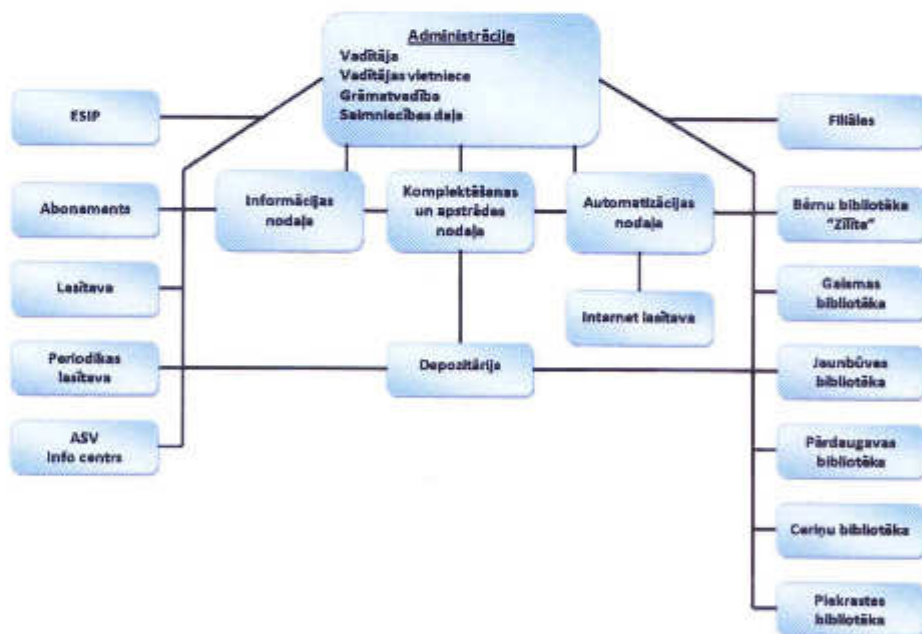 Administrācija
Vadītāja
Vadītājas vietniece
Grāmatvedība
Saimniecības daļa
ESIP
Filiāles
Abonaments
Informācijas
nodaļa
Komplektēšanas
un apstrādes
nodaļa
Automatizācijas
nodaļa
Bērnu bibliotēka
"Zīlīte"
Lasītava
Internet lasītava
Gaismas
bibliotēka
Periodikas
lasītava
Depozitārijs
Jaunbūves
bibliotēka
ASV
Info centrs
Pārdaugavas
bibliotēka
Ceriņu bibliotēka
Piekrastes
bibliotēka